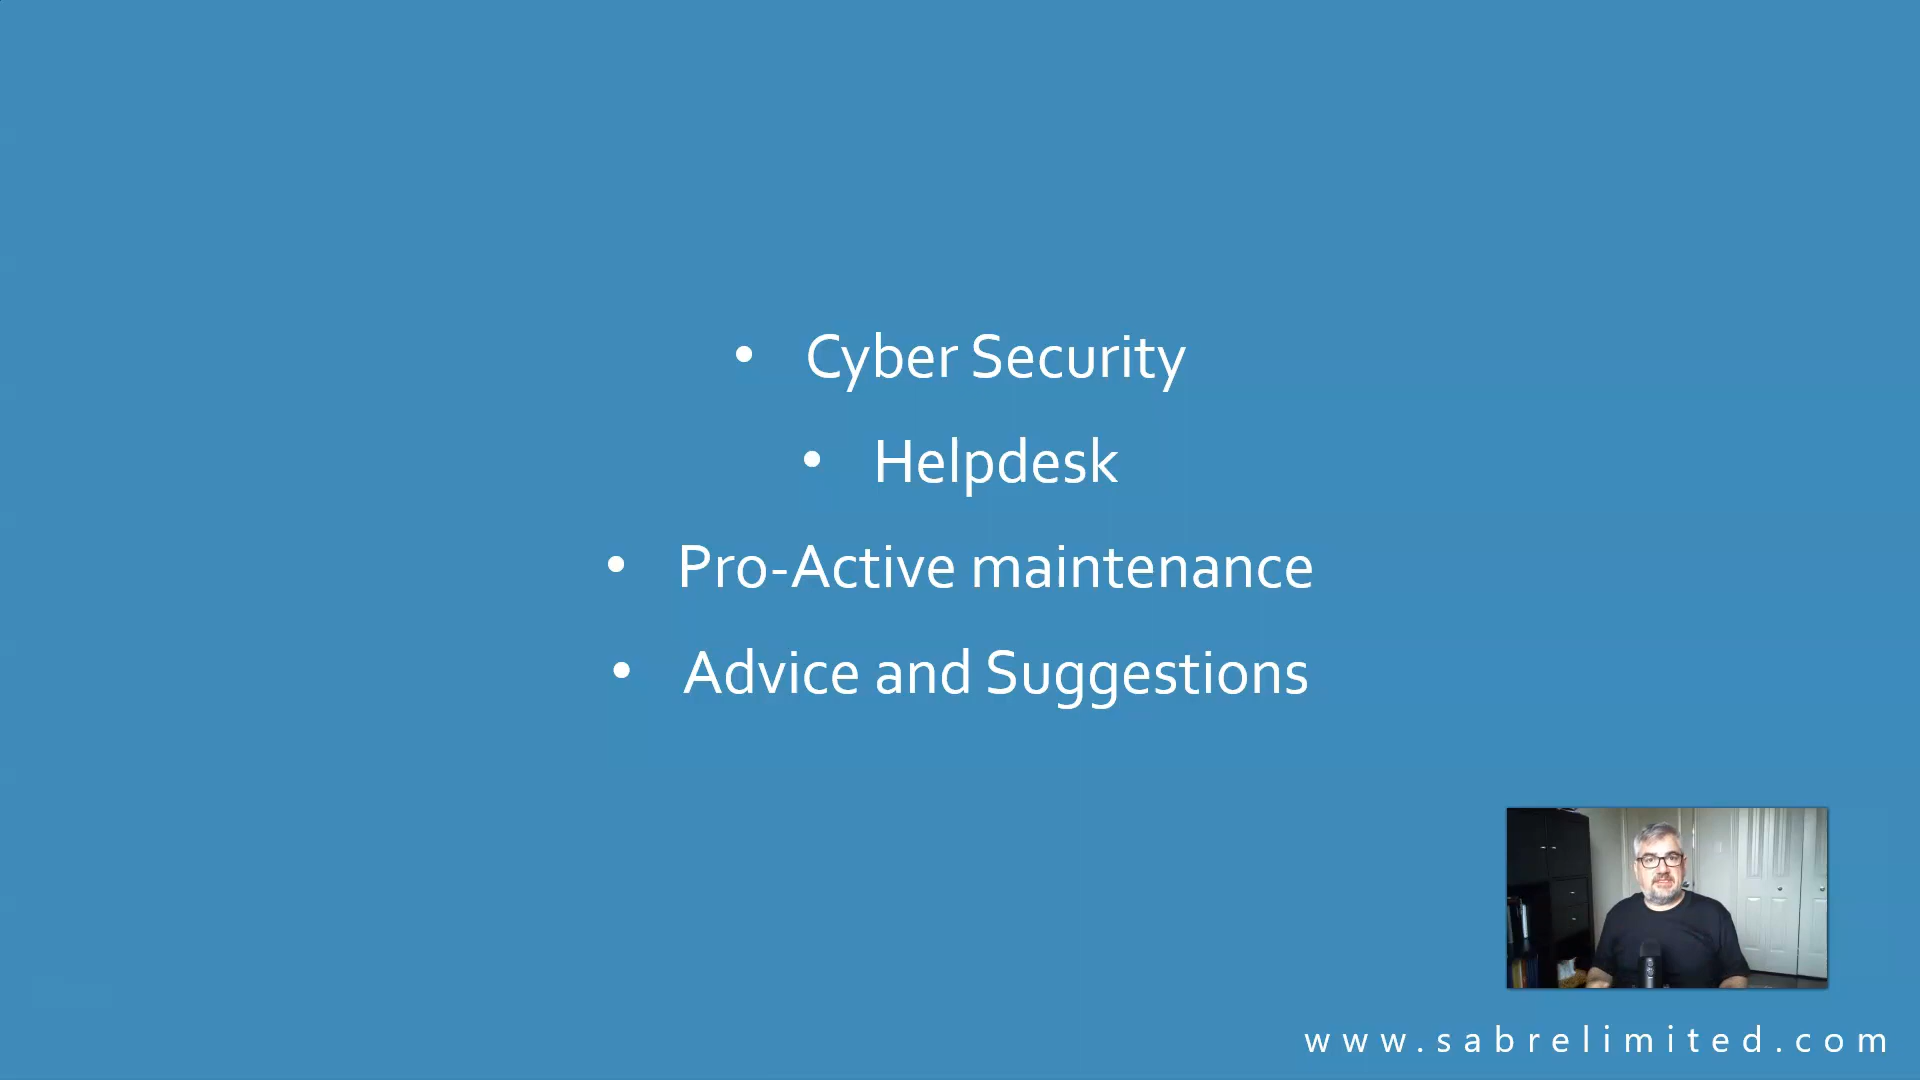 • Cyber Security
• Helpdesk
• Pro-Active maintenance
• Advice and Suggestions
www.sabrelimited.com